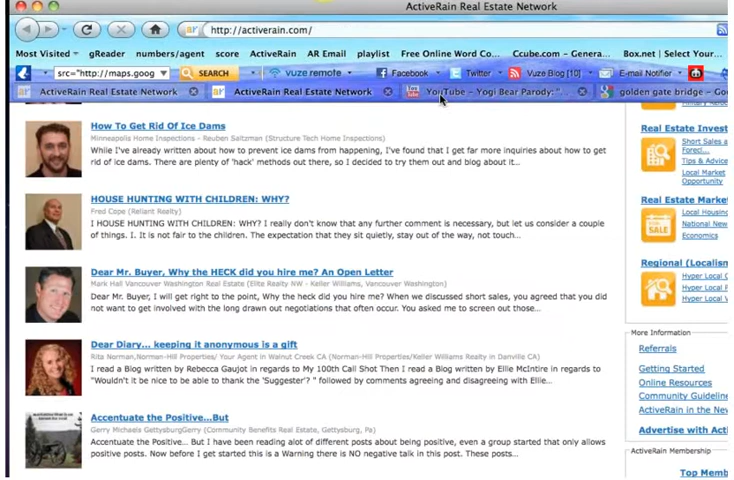 ActiveRain Real Estate Network
http://activerain.com/
Most Visited gReader numbers/agent score ActiveRain AR Email playlist Free Online Word Co... Ccube.com – Genera... Box.net | Select Your...
src="http://maps.goog SEARCH vuze remote Facebook Twitter Vuze Blog [10] E-mail Notifier
ActiveRain Real Estate Network ActiveRain Real Estate Network YouTube – Yogi Bear Parody: "... golden gate bridge – Go
How To Get Rid Of Ice Dams
Minneapolis Home Inspections - Reuben Saltzman (Structure Tech Home Inspections)
While I've already written about how to prevent ice dams from happening, I've found that I get far more inquiries about how to get
rid of ice dams. There are plenty of 'hack' methods out there, so I decided to try them out and blog about it...
HOUSE HUNTING WITH CHILDREN: WHY?
Fred Cope (Reliant Realty)
I HOUSE HUNTING WITH CHILDREN: WHY? I really don't know that any further comment is necessary, but let us consider a couple
of things. I. It is not fair to the children. The expectation that they sit quietly, stay out of the way, not touch...
Dear Mr. Buyer, Why the HECK did you hire me? An Open Letter
Mark Hall Vancouver Washington Real Estate (Elite Realty NW - Keller Williams, Vancouver Washington)
Dear Mr. Buyer, I will get right to the point, Why the heck did you hire me? When we discussed short sales, you agreed that you did
not want to get involved with the long drawn out negotiations that often occur. You asked me to screen out those...
Dear Diary... keeping it anonymous is a gift
Rita Norman,Norman-Hill Properties/ Your Agent in Walnut Creek CA (Norman-Hill Properties/Keller Williams Realty in Danville CA)
I read a Blog written by Rebecca Gaujot in regards to My 100th Call Shot Then I read a Blog written by Ellie McIntire in regards to
"Wouldn't it be nice to be able to thank the 'Suggester'? " followed by comments agreeing and disagreeing with Ellie...
Accentuate the Positive...But
Gerry Michaels GettysburgGerry (Community Benefits Real Estate, Gettysburg, Pa)
Accentuate the Positive... But I have been reading alot of different posts about being positive, even a group started that only allows
positive posts. Now before I get started this is a Warning there is NO negative talk in this post. These posts...
Real Estate Invest
Short Sales a
Forecl...
Tips & Advice
Local Market
Opportunity
Real Estate Market
Local Housing
National New
Economics
Regional (Localism
Hyper Local C
Hyper Local F
Hyper Local V
More Information
Referrals
Getting Started
Online Resources
Community Guideline
ActiveRain in the New
Advertise with Acti
ActiveRain Membership
Top Memb